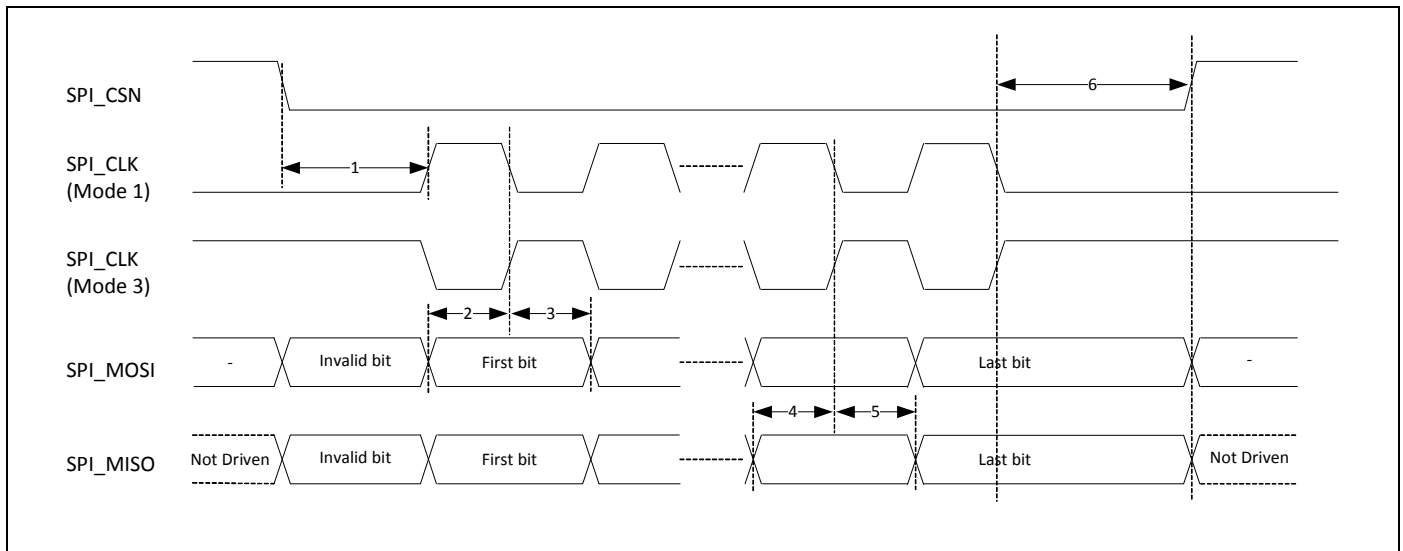 SPI_CSN
6
SPI_CLK
(Mode 1)
1
SPI_CLK
(Mode 3)
2
3
SPI_MOSI
-
Invalid bit
First bit
Last bit
-
4
5
SPI_MISO
Not Driven
Invalid bit
First bit
Last bit
Not Driven